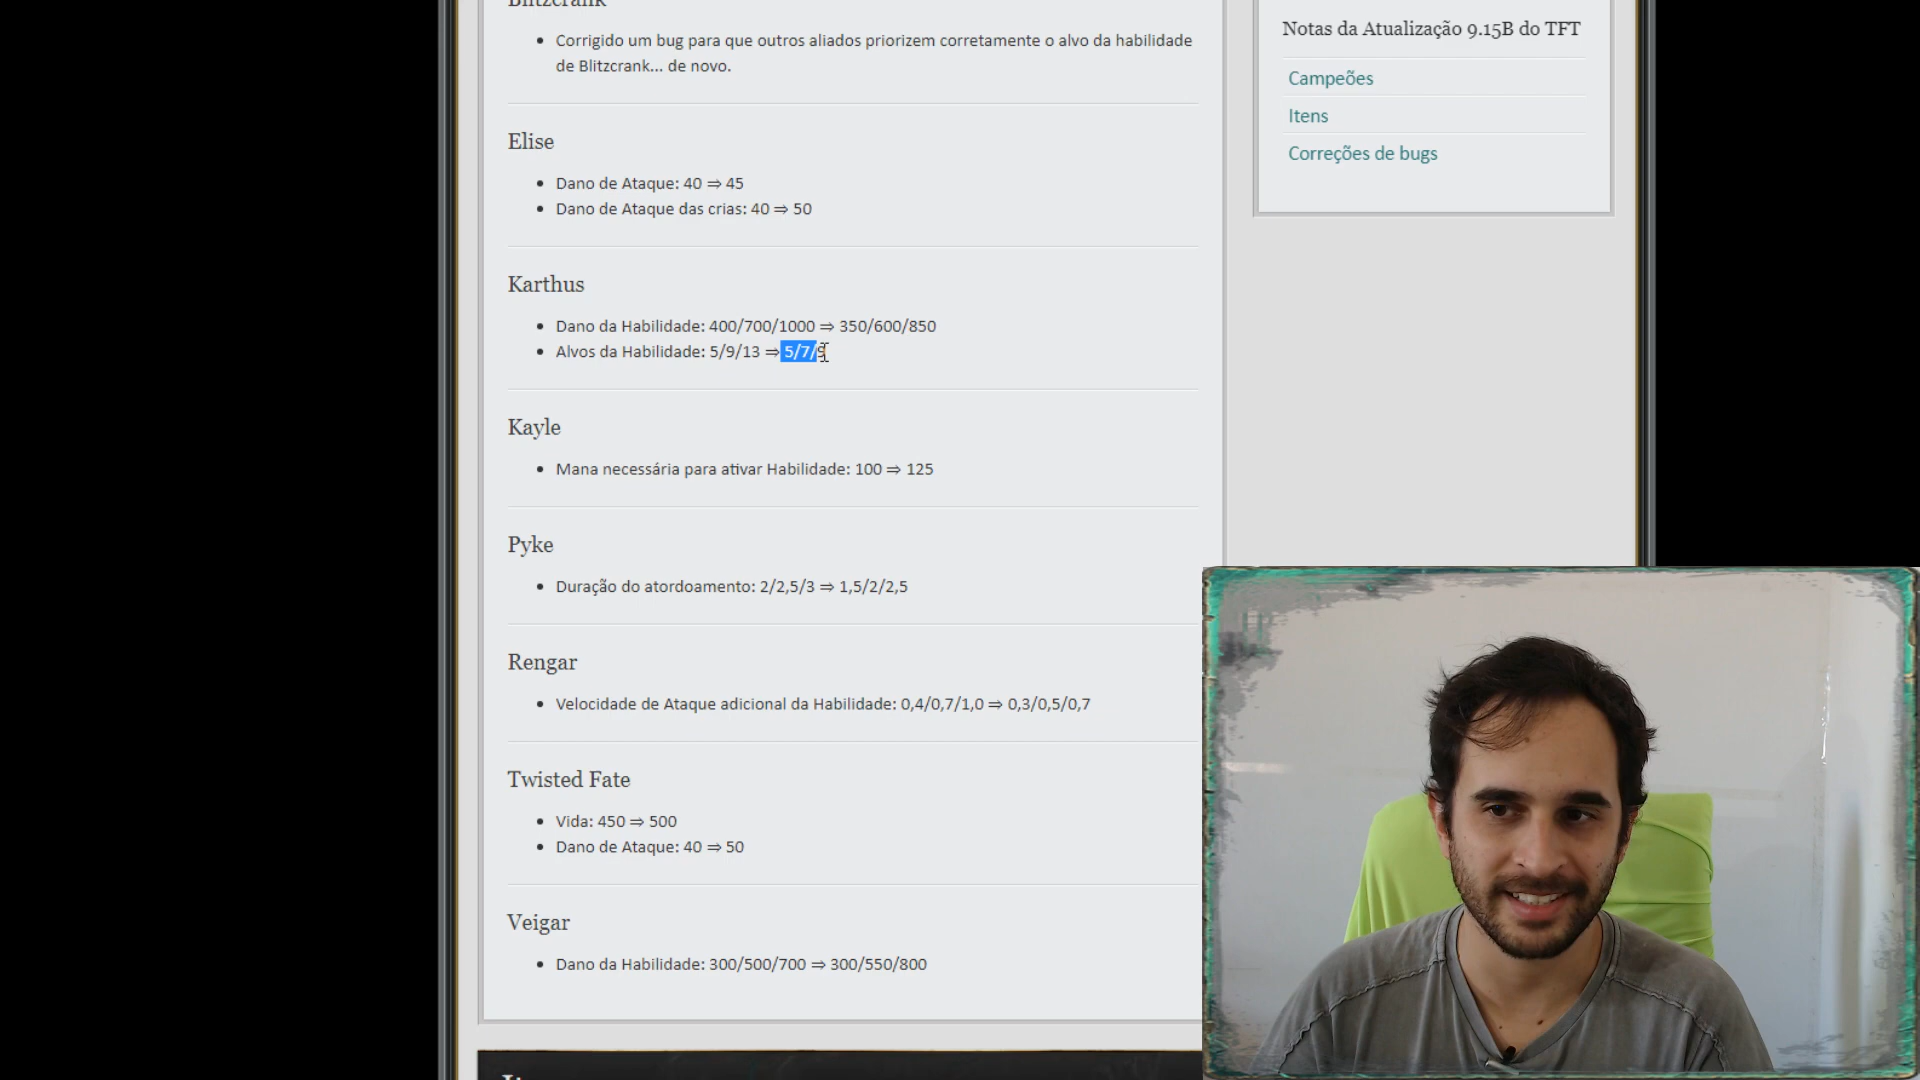 Blitzcrank
Corrigido um bug para que outros aliados priorizem corretamente o alvo da habilidade
de Blitzcrank... de novo.
Elise
Dano de Ataque: 40 ⇒ 45
Dano de Ataque das crias: 40 ⇒ 50
Karthus
Dano da Habilidade: 400/700/1000 ⇒ 350/600/850
Alvos da Habilidade: 5/9/13 ⇒ 5/7/9
Kayle
Mana necessária para ativar Habilidade: 100 ⇒ 125
Pyke
Duração do atordoamento: 2/2,5/3 ⇒ 1,5/2/2,5
Rengar
Velocidade de Ataque adicional da Habilidade: 0,4/0,7/1,0 ⇒ 0,3/0,5/0,7
Twisted Fate
Vida: 450 ⇒ 500
Dano de Ataque: 40 ⇒ 50
Veigar
Dano da Habilidade: 300/500/700 ⇒ 300/550/800
Notas da Atualização 9.15B do TFT
Campeões
Itens
Correções de bugs